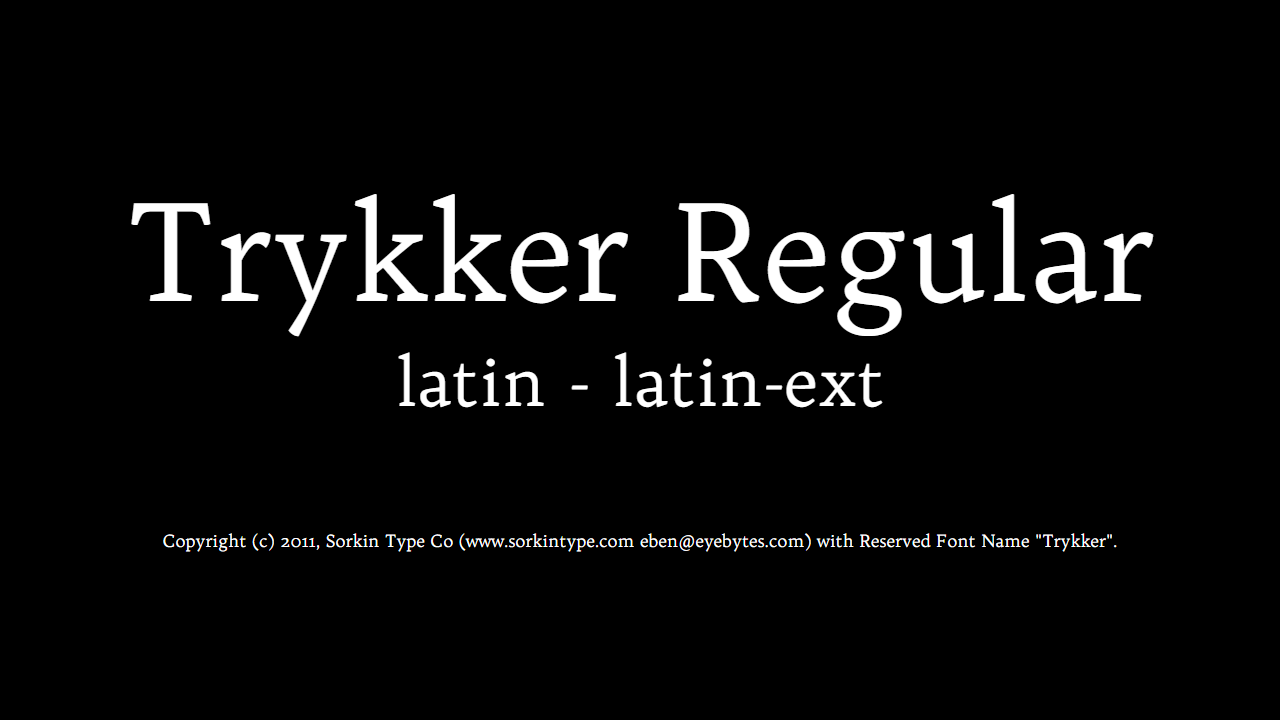 Trykker Regular
latin - latin-ext
Copyright (c) 2011, Sorkin Type Co (www.sorkintype.com eben@eyebytes.com) with Reserved Font Name "Trykker".